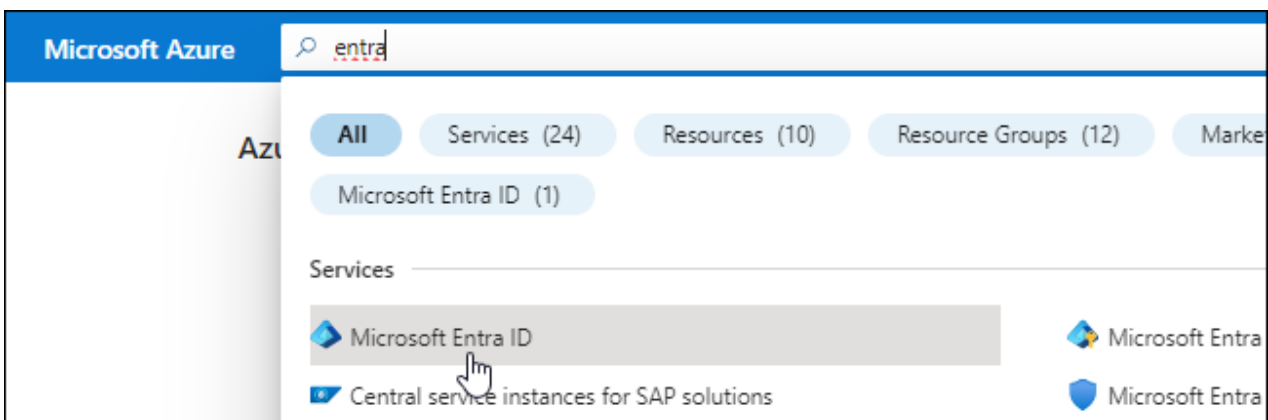 Microsoft Azure entra
All Services (24) Resources (10) Resource Groups (12) Marke
Azu
Microsoft Entra ID (1)
Services
Microsoft Entra ID Microsoft Entra
Central service instances for SAP solutions Microsoft Entra